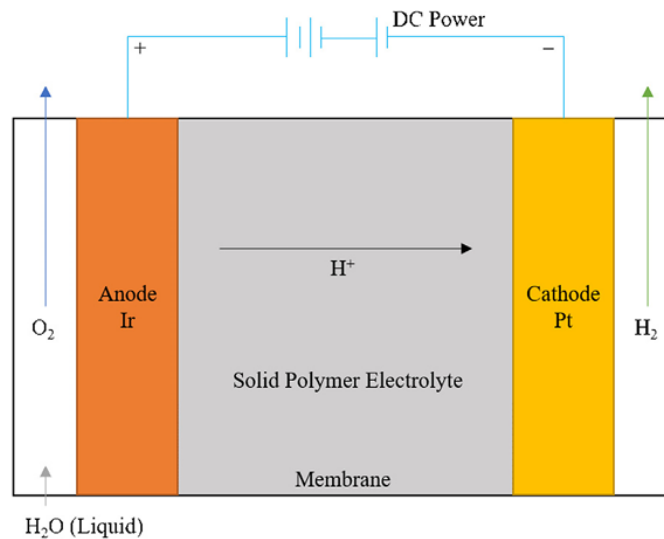 DC Power
+
−
H⁺
Anode
Ir
Cathode
Pt
O₂
H₂
Solid Polymer Electrolyte
Membrane
H₂O (Liquid)